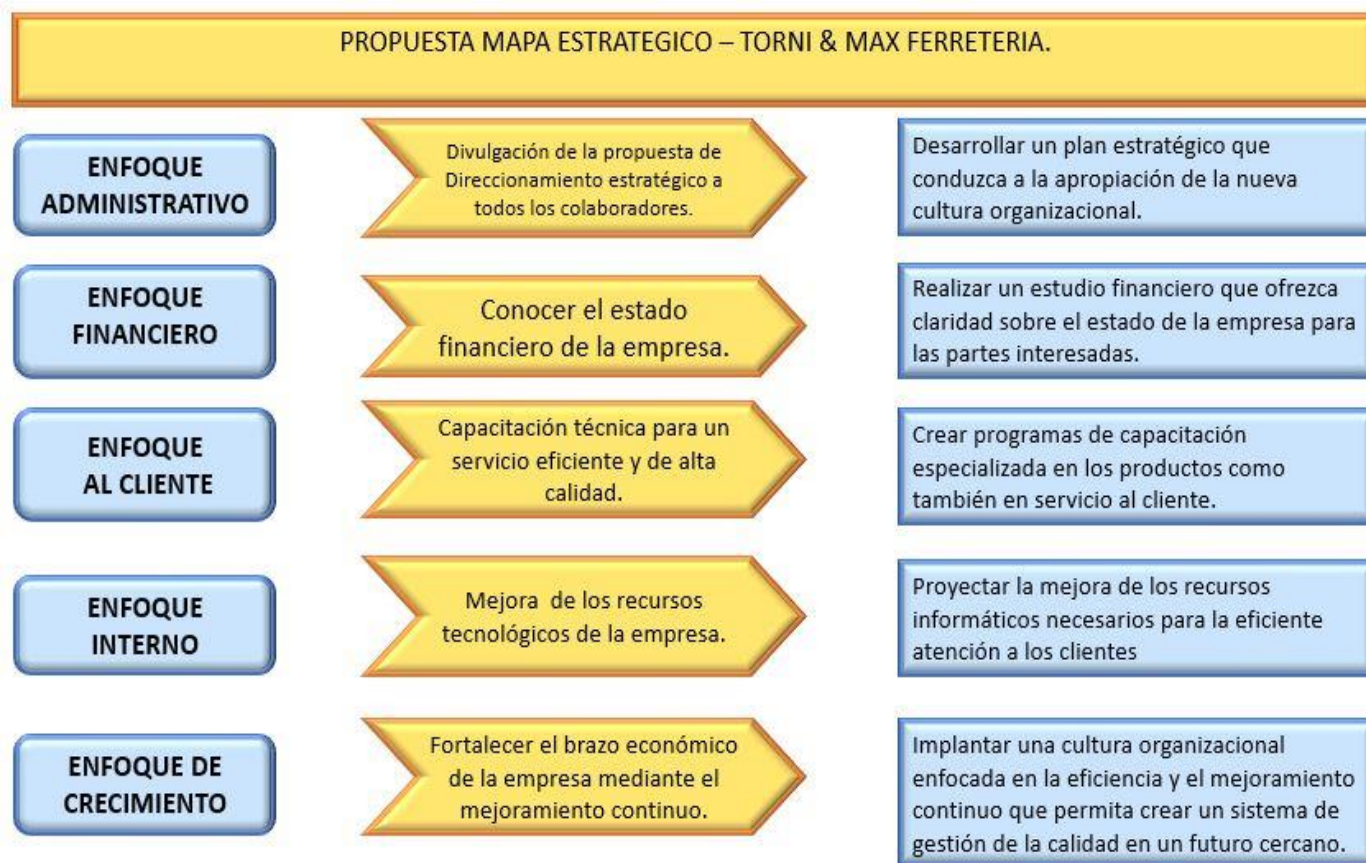 PROPUESTA MAPA ESTRATEGICO – TORNI & MAX FERRETERIA.
ENFOQUE
ADMINISTRATIVO
Divulgación de la propuesta de
Direccionamiento estratégico a
todos los colaboradores.
Desarrollar un plan estratégico que
conduzca a la apropiación de la nueva
cultura organizacional.
ENFOQUE
FINANCIERO
Conocer el estado
financiero de la empresa.
Realizar un estudio financiero que ofrezca
claridad sobre el estado de la empresa para
las partes interesadas.
ENFOQUE
AL CLIENTE
Capacitación técnica para un
servicio eficiente y de alta
calidad.
Crear programas de capacitación
especializada en los productos como
también en servicio al cliente.
ENFOQUE
INTERNO
Mejora de los recursos
tecnológicos de la empresa.
Proyectar la mejora de los recursos
informáticos necesarios para la eficiente
atención a los clientes
ENFOQUE DE
CRECIMIENTO
Fortalecer el brazo económico
de la empresa mediante el
mejoramiento continuo.
Implantar una cultura organizacional
enfocada en la eficiencia y el mejoramiento
continuo que permita crear un sistema de
gestión de la calidad en un futuro cercano.